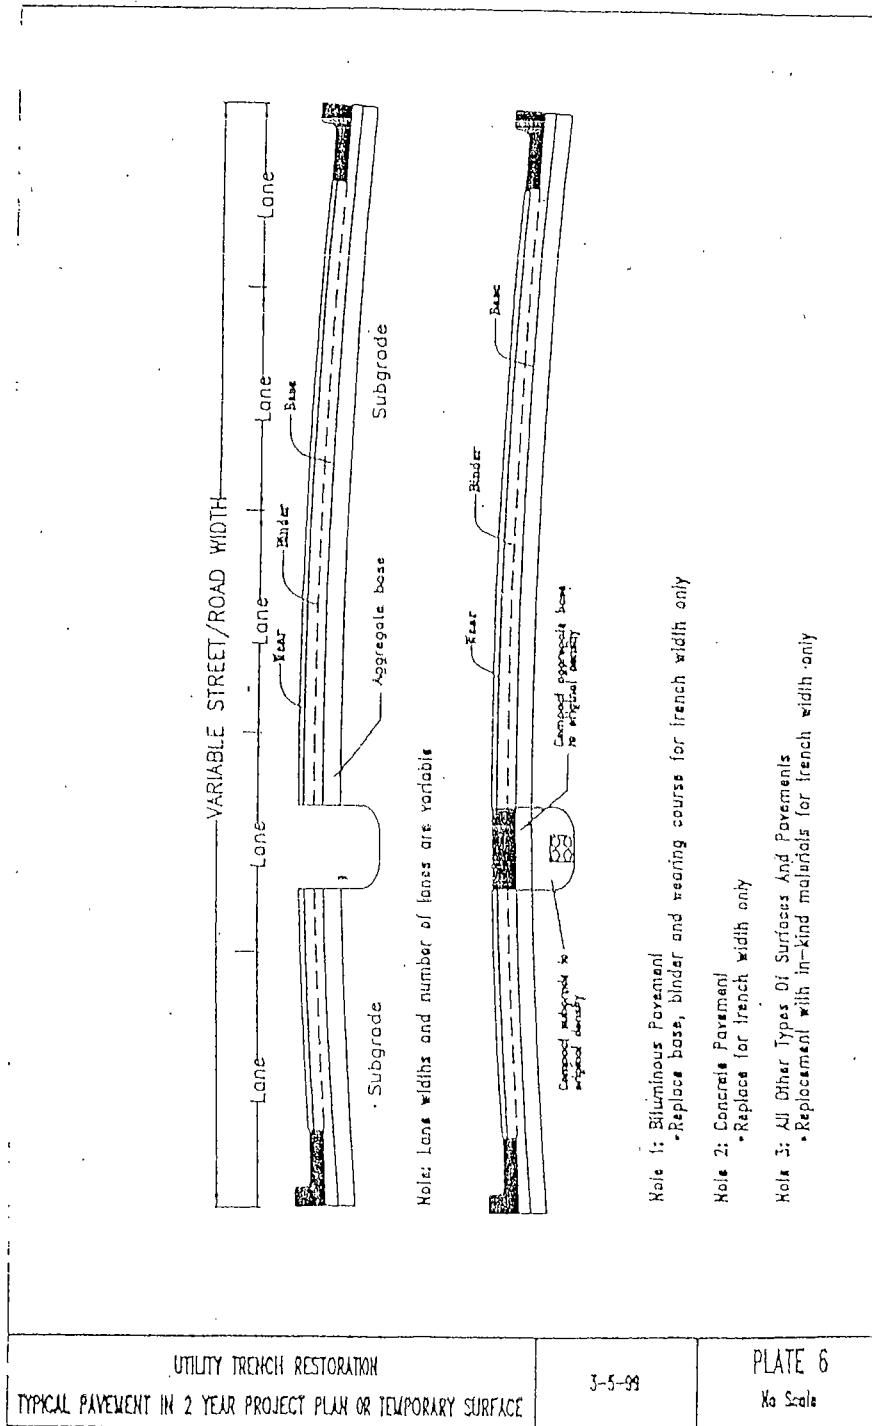 VARIABLE STREET/ROAD WIDTH
Lane
Lane
Lane
Lane
Lane
Wear
Binder
Base
Subgrade
Aggregate base
Subgrade
Note: Lane widths and number of lanes are variable
Wear
Binder
Base
Compact subgrade to
original density
Compact aggregate base
to original density
Note 1: Bituminous Pavement
•Replace base, binder and wearing course for trench width only
Note 2: Concrete Pavement
•Replace for trench width only
Note 3: All Other Types Of Surfaces And Pavements
•Replacement with in-kind materials for trench width only
UTILITY TRENCH RESTORATION
TYPICAL PAVEMENT IN 2 YEAR PROJECT PLAN OR TEMPORARY SURFACE
3-5-99
PLATE 6
No Scale